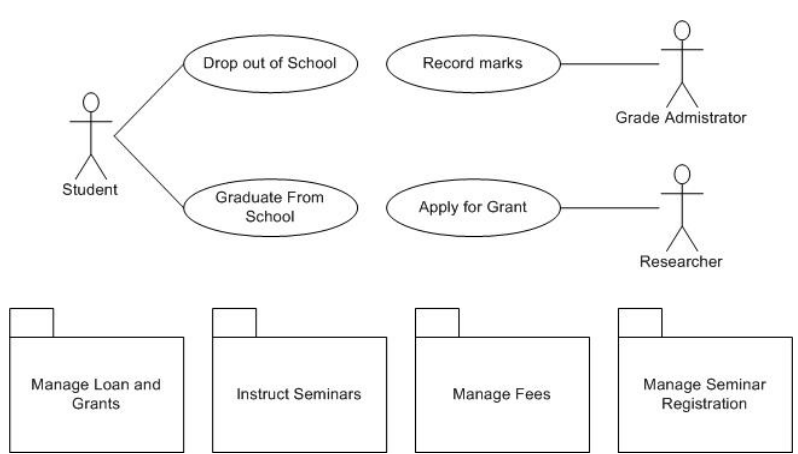 Drop out of School
Record marks
Grade Admistrator
Student
Graduate From
School
Apply for Grant
Researcher
Manage Loan and
Grants
Instruct Seminars
Manage Fees
Manage Seminar
Registration